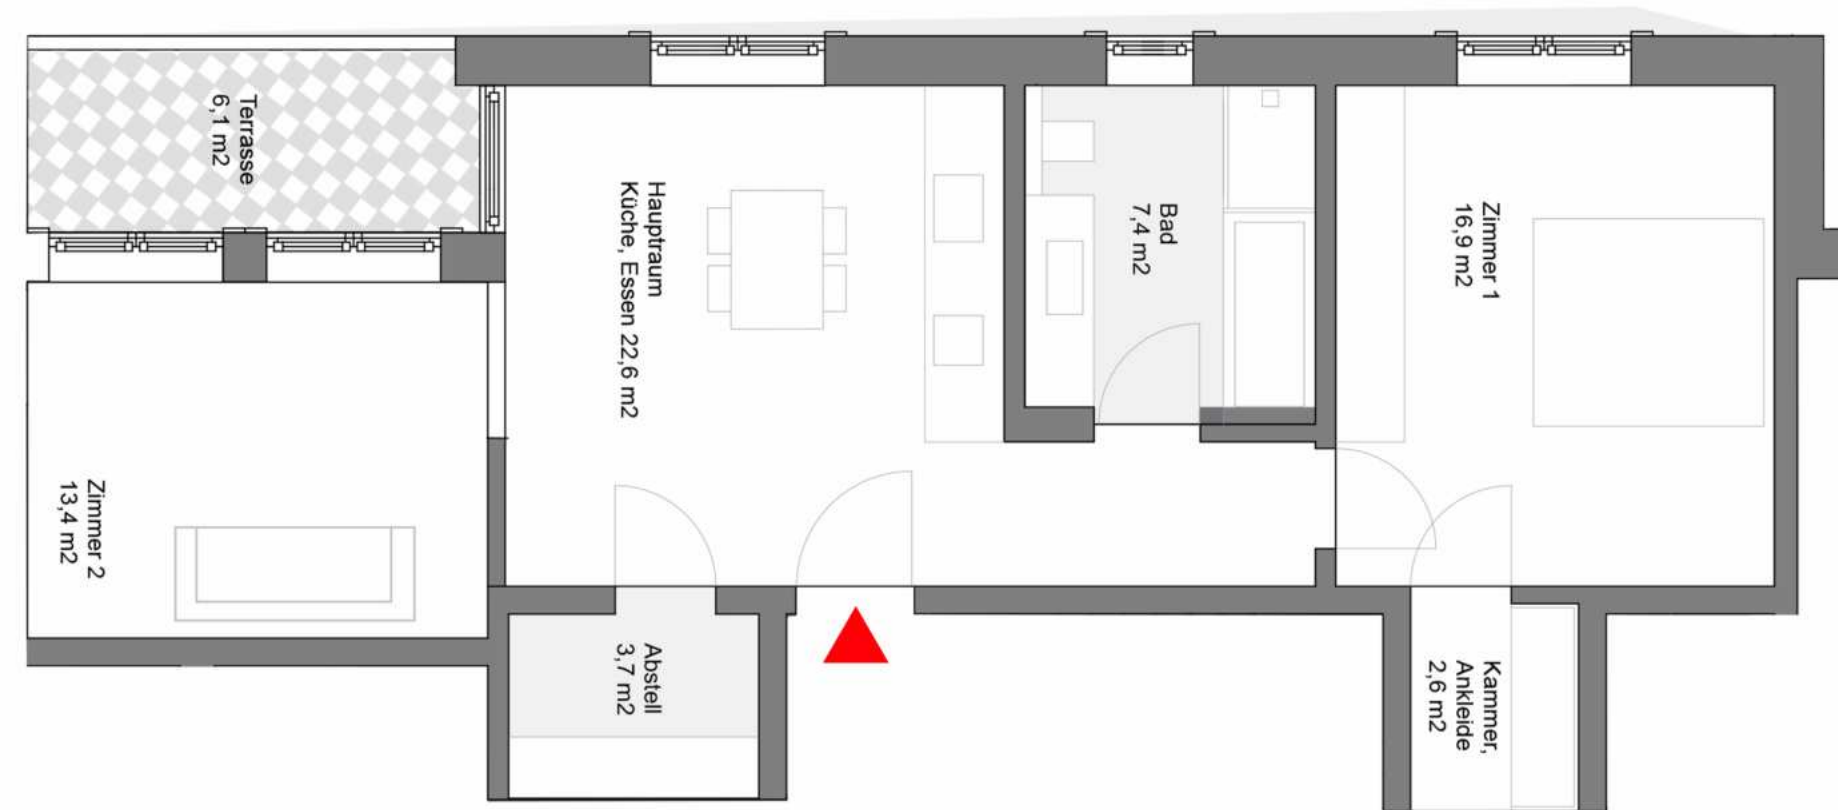 Terrasse
6,1 m2
Hauptraum
Küche, Essen 22,6 m2
Bad
7,4 m2
Zimmer 1
16,9 m2
Zimmer 2
13,4 m2
Abstell
3,7 m2
Kammer,
Ankleide
2,6 m2